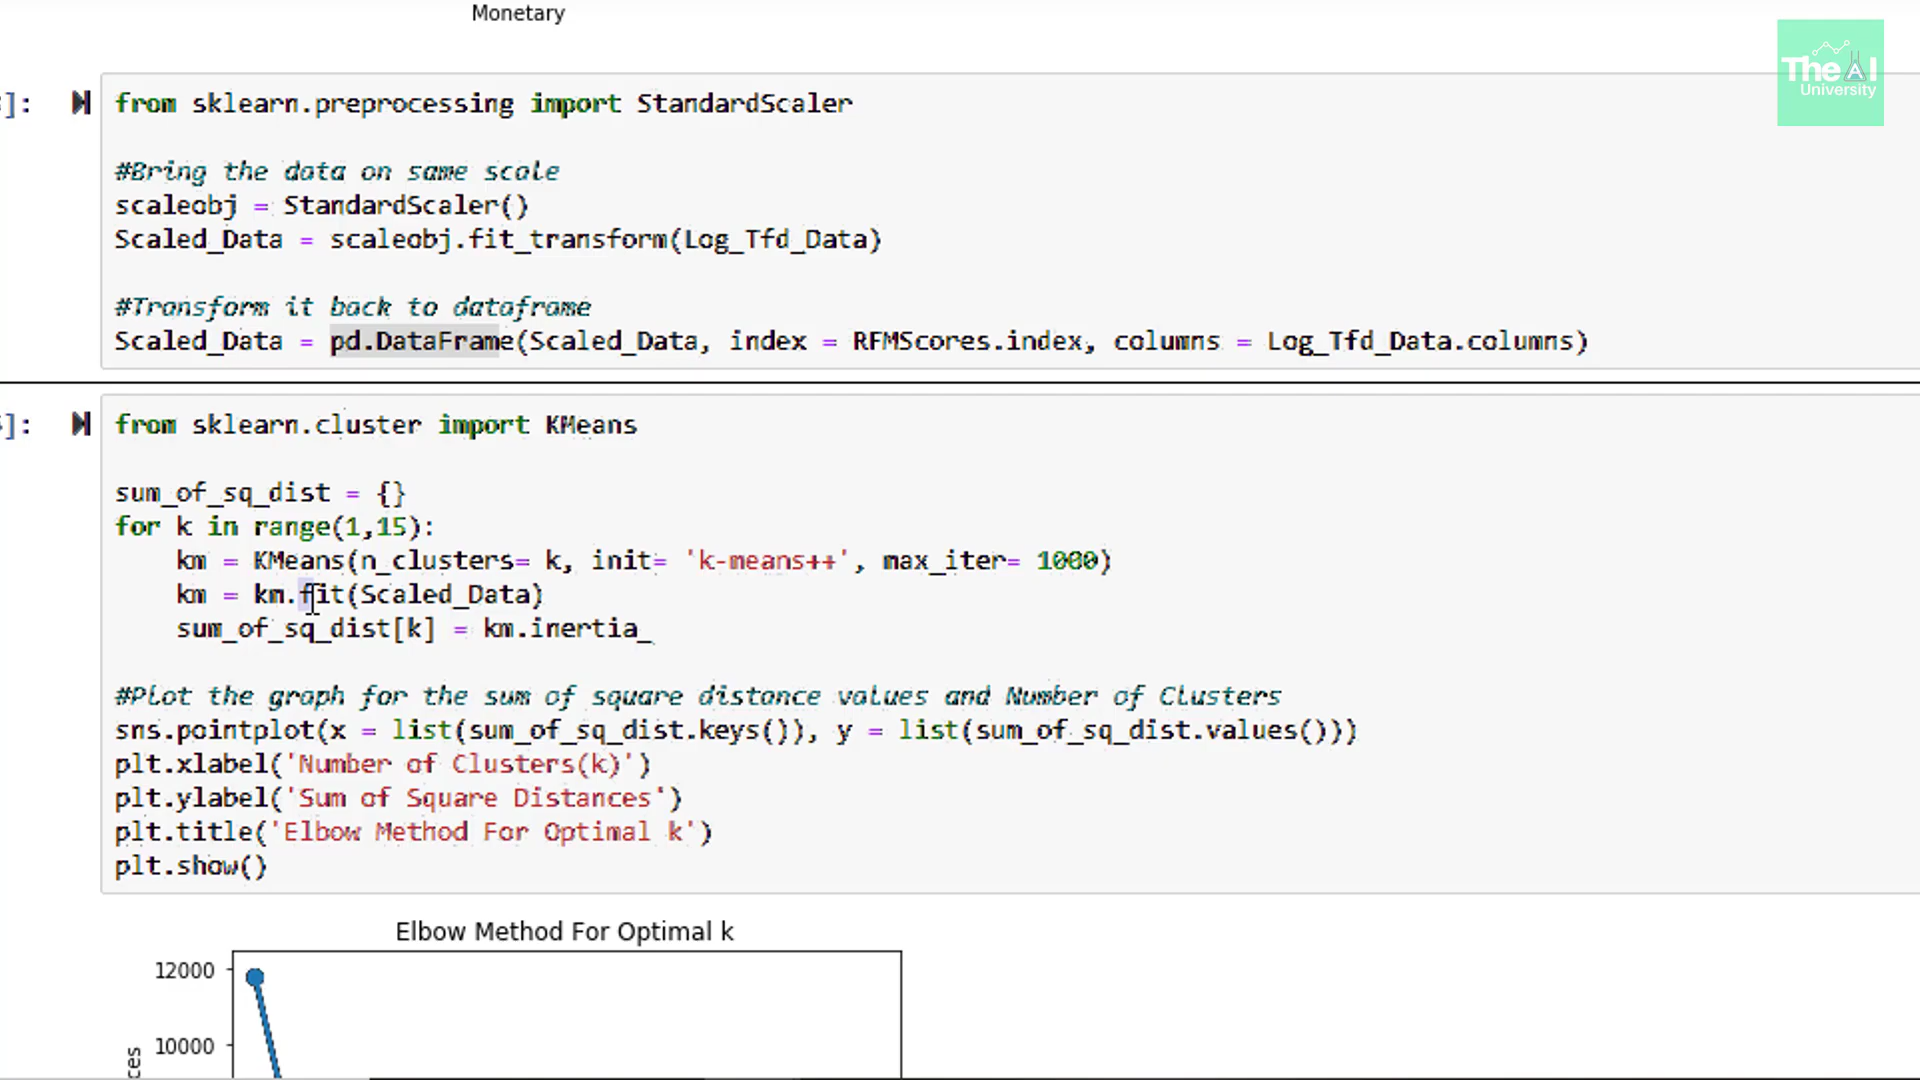 Monetary
The AI
University
]:
from sklearn.preprocessing import StandardScaler
#Bring the data on same scale
scaleobj = StandardScaler()
Scaled_Data = scaleobj.fit_transform(Log_Tfd_Data)
#Transform it back to dataframe
Scaled_Data = pd.DataFrame(Scaled_Data, index = RFMScores.index, columns = Log_Tfd_Data.columns)
]:
from sklearn.cluster import KMeans
sum_of_sq_dist = {}
for k in range(1,15):
    km = KMeans(n_clusters= k, init= 'k-means++', max_iter= 1000)
    km = km.fit(Scaled_Data)
    sum_of_sq_dist[k] = km.inertia_
#Plot the graph for the sum of square distance values and Number of Clusters
sns.pointplot(x = list(sum_of_sq_dist.keys()), y = list(sum_of_sq_dist.values()))
plt.xlabel('Number of Clusters(k)')
plt.ylabel('Sum of Square Distances')
plt.title('Elbow Method For Optimal k')
plt.show()
Elbow Method For Optimal k
12000
10000
ces